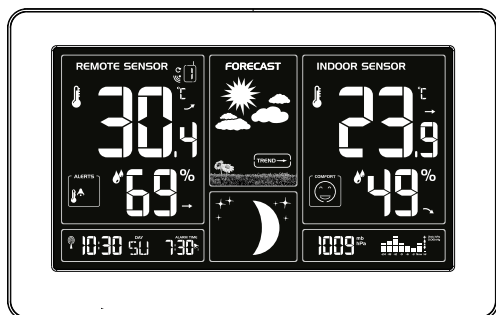 REMOTE SENSOR
1
30.4 °C
ALERTS
69%
FORECAST
TREND
INDOOR SENSOR
23.9 °C
COMFORT
49%
10:30 DAY SU ALARM TIME 7:30
1009 mb hPa